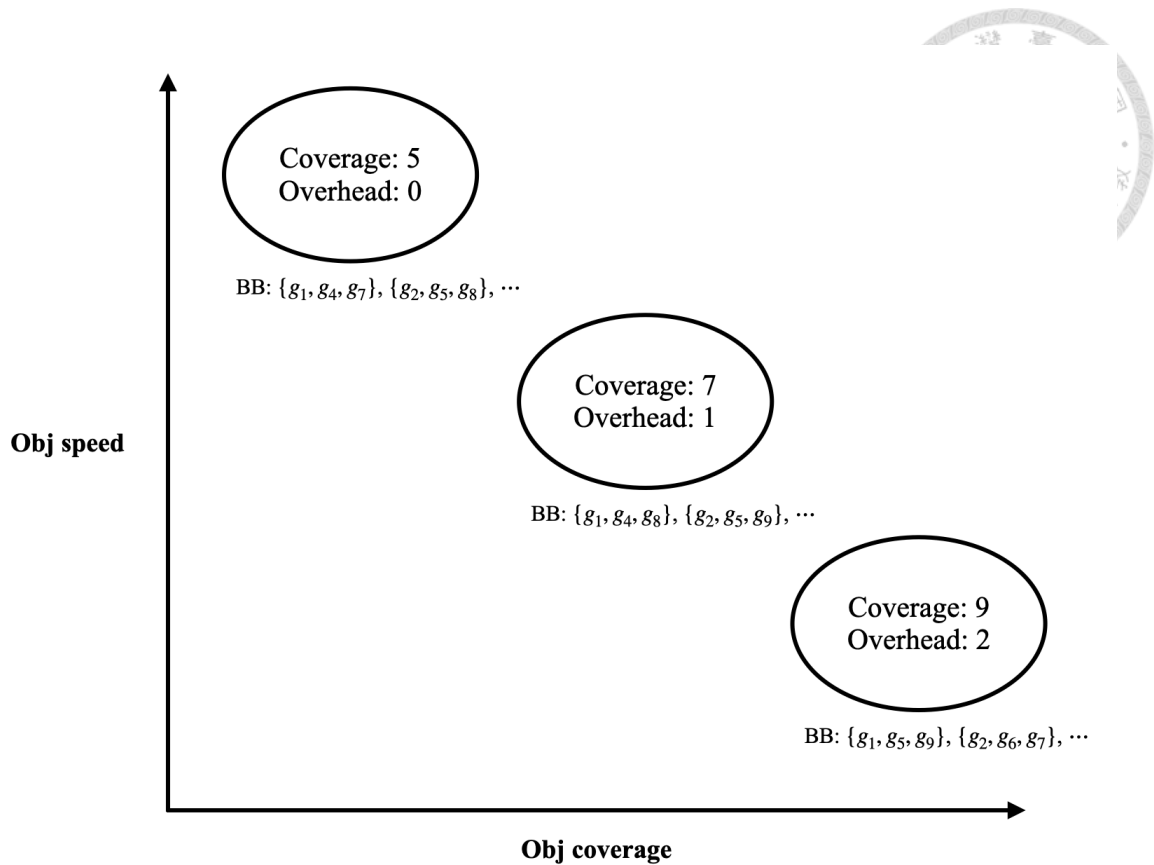 Coverage: 5
Overhead: 0
BB: {g₁, g₄, g₇}, {g₂, g₅, g₈}, ⋯
Coverage: 7
Overhead: 1
Obj speed
BB: {g₁, g₄, g₈}, {g₂, g₅, g₉}, ⋯
Coverage: 9
Overhead: 2
BB: {g₁, g₅, g₉}, {g₂, g₆, g₇}, ⋯
Obj coverage